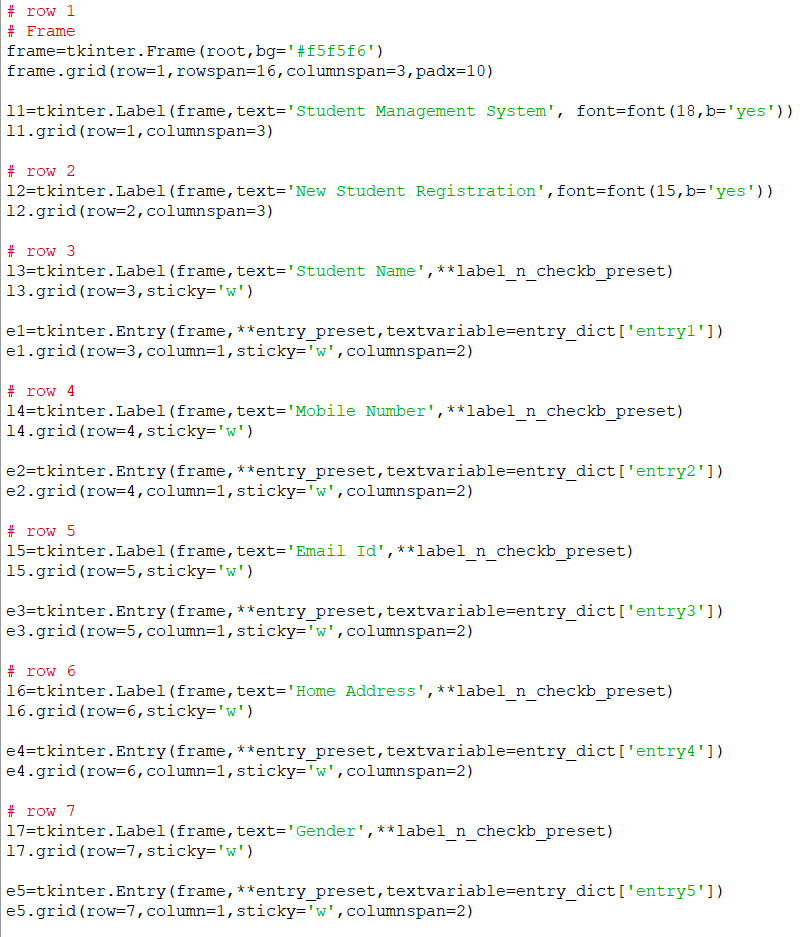 # row 1
# Frame
frame=tkinter.Frame(root,bg='#f5f5f6')
frame.grid(row=1,rowspan=16,columnspan=3,padx=10)
l1=tkinter.Label(frame,text='Student Management System', font=font(18,b='yes'))
l1.grid(row=1,columnspan=3)
# row 2
l2=tkinter.Label(frame,text='New Student Registration',font=font(15,b='yes'))
l2.grid(row=2,columnspan=3)
# row 3
l3=tkinter.Label(frame,text='Student Name',**label_n_checkb_preset)
l3.grid(row=3,sticky='w')
e1=tkinter.Entry(frame,**entry_preset,textvariable=entry_dict['entry1'])
e1.grid(row=3,column=1,sticky='w',columnspan=2)
# row 4
l4=tkinter.Label(frame,text='Mobile Number',**label_n_checkb_preset)
l4.grid(row=4,sticky='w')
e2=tkinter.Entry(frame,**entry_preset,textvariable=entry_dict['entry2'])
e2.grid(row=4,column=1,sticky='w',columnspan=2)
# row 5
l5=tkinter.Label(frame,text='Email Id',**label_n_checkb_preset)
l5.grid(row=5,sticky='w')
e3=tkinter.Entry(frame,**entry_preset,textvariable=entry_dict['entry3'])
e3.grid(row=5,column=1,sticky='w',columnspan=2)
# row 6
l6=tkinter.Label(frame,text='Home Address',**label_n_checkb_preset)
l6.grid(row=6,sticky='w')
e4=tkinter.Entry(frame,**entry_preset,textvariable=entry_dict['entry4'])
e4.grid(row=6,column=1,sticky='w',columnspan=2)
# row 7
l7=tkinter.Label(frame,text='Gender',**label_n_checkb_preset)
l7.grid(row=7,sticky='w')
e5=tkinter.Entry(frame,**entry_preset,textvariable=entry_dict['entry5'])
e5.grid(row=7,column=1,sticky='w',columnspan=2)